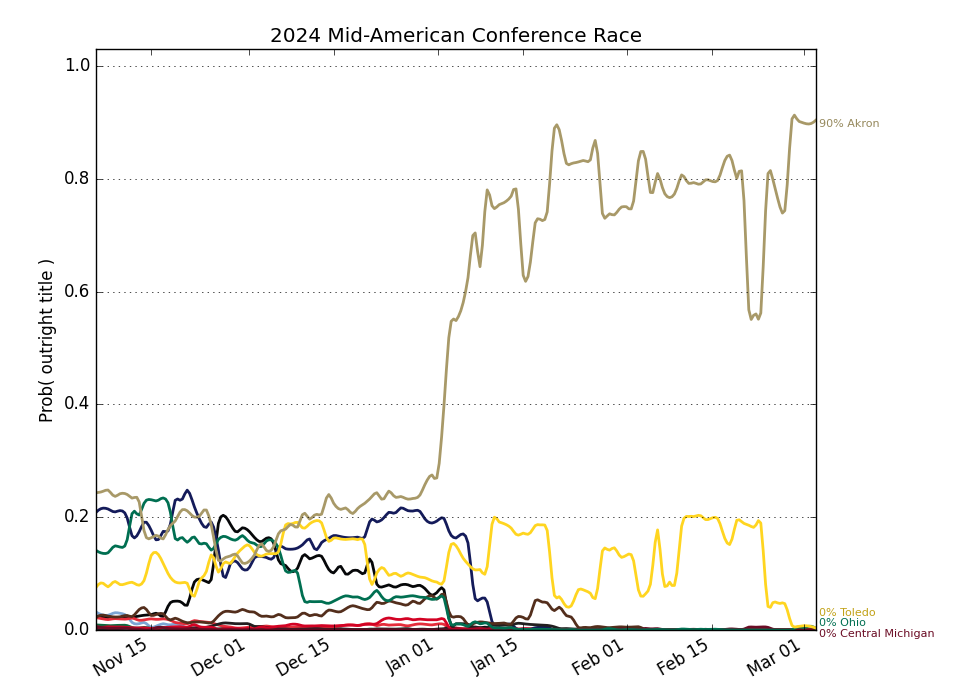 2024 Mid-American Conference Race
1.0
0.8
0.6
0.4
0.2
0.0
Prob( outright title )
Nov 15
Dec 01
Dec 15
Jan 01
Jan 15
Feb 01
Feb 15
Mar 01
90% Akron
0% Toledo
0% Ohio
0% Central Michigan